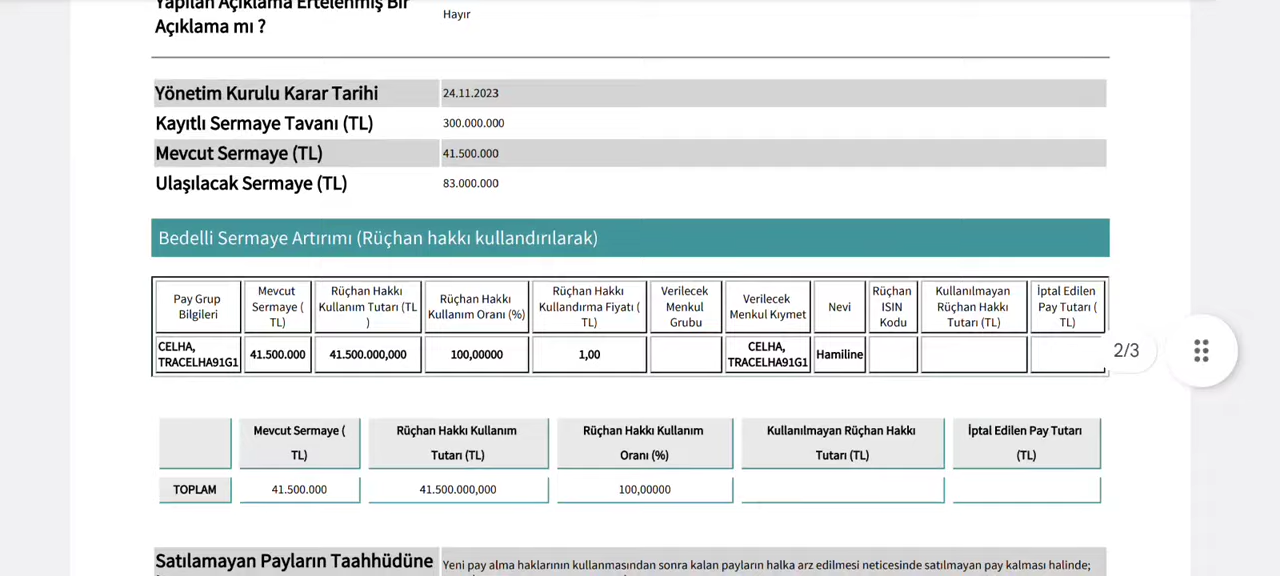 Yapılan Açıklama Ertelenmiş Bir
Açıklama mı ?
Hayır
Yönetim Kurulu Karar Tarihi
24.11.2023
Kayıtlı Sermaye Tavanı (TL)
300.000.000
Mevcut Sermaye (TL)
41.500.000
Ulaşılacak Sermaye (TL)
83.000.000
Bedelli Sermaye Artırımı (Rüçhan hakkı kullandırılarak)
Pay Grup
Bilgileri
Mevcut
Sermaye (
TL)
Rüçhan Hakkı
Kullanım Tutarı (TL
)
Rüçhan Hakkı
Kullanım Oranı (%)
Rüçhan Hakkı
Kullandırma Fiyatı (
TL)
Verilecek
Menkul
Grubu
Verilecek
Menkul Kıymet
Nevi
Rüçhan
ISIN
Kodu
Kullanılmayan
Rüçhan Hakkı
Tutarı (TL)
İptal Edilen
Pay Tutarı (
TL)
CELHA,
TRACELHA91G1
41.500.000
41.500.000,000
100,00000
1,00
CELHA,
TRACELHA91G1
Hamiline
2/3
Mevcut Sermaye (
TL)
Rüçhan Hakkı Kullanım
Tutarı (TL)
Rüçhan Hakkı Kullanım
Oranı (%)
Kullanılmayan Rüçhan Hakkı
Tutarı (TL)
İptal Edilen Pay Tutarı
(TL)
TOPLAM
41.500.000
41.500.000,000
100,00000
Satılamayan Payların Taahhüdüne
Yeni pay alma haklarının kullanmasından sonra kalan payların halka arz edilmesi neticesinde satılmayan pay kalması halinde;